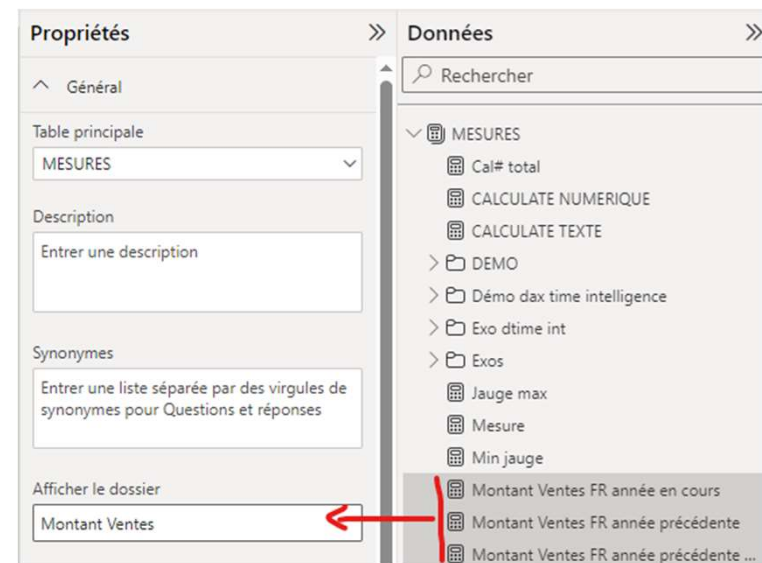 Propriétés
Général
Table principale
MESURES
Description
Entrer une description
Synonymes
Entrer une liste séparée par des virgules de
synonymes pour Questions et réponses
Afficher le dossier
Montant Ventes
Données
Rechercher
MESURES
Cal# total
CALCULATE NUMERIQUE
CALCULATE TEXTE
DEMO
Démo dax time intelligence
Exo dtime int
Exos
Jauge max
Mesure
Min jauge
Montant Ventes FR année en cours
Montant Ventes FR année précédente
Montant Ventes FR année précédente ...